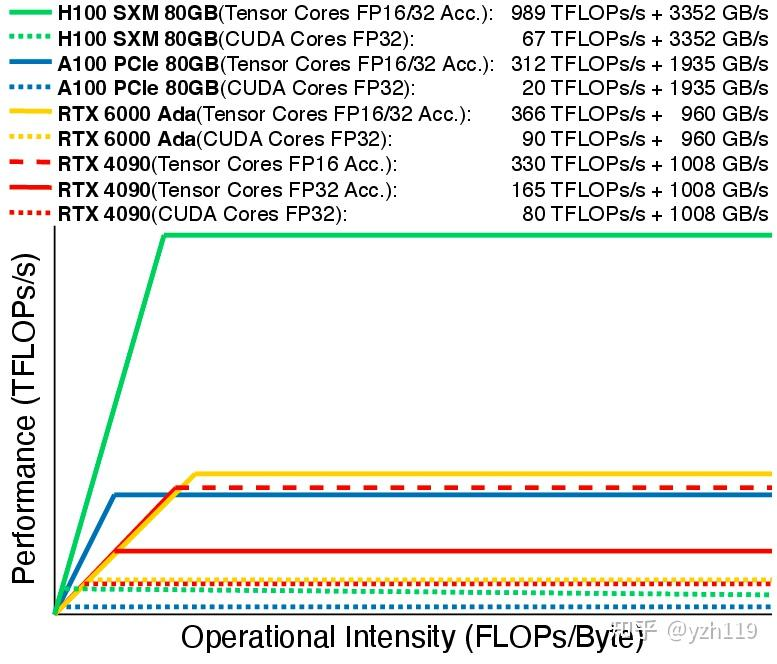 H100 SXM 80GB(Tensor Cores FP16/32 Acc.): 989 TFLOPs/s + 3352 GB/s
H100 SXM 80GB(CUDA Cores FP32): 67 TFLOPs/s + 3352 GB/s
A100 PCIe 80GB(Tensor Cores FP16/32 Acc.): 312 TFLOPs/s + 1935 GB/s
A100 PCIe 80GB(CUDA Cores FP32): 20 TFLOPs/s + 1935 GB/s
RTX 6000 Ada(Tensor Cores FP16/32 Acc.): 366 TFLOPs/s + 960 GB/s
RTX 6000 Ada(CUDA Cores FP32): 90 TFLOPs/s + 960 GB/s
RTX 4090(Tensor Cores FP16 Acc.): 330 TFLOPs/s + 1008 GB/s
RTX 4090(Tensor Cores FP32 Acc.): 165 TFLOPs/s + 1008 GB/s
RTX 4090(CUDA Cores FP32): 80 TFLOPs/s + 1008 GB/s
Performance (TFLOPs/s)
Operational Intensity (FLOPs/Byte)
知乎 @yzh119